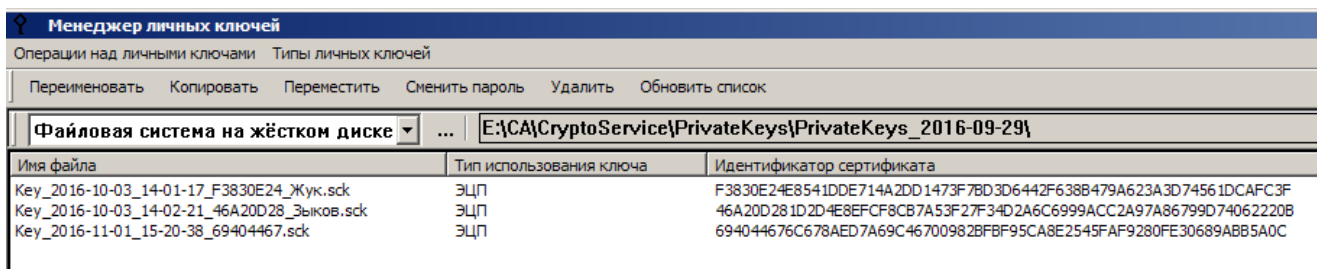 Менеджер личных ключей
Операции над личными ключами Типы личных ключей
Переименовать Копировать Переместить Сменить пароль Удалить Обновить список
Файловая система на жёстком диске ... E:\CA\CryptoService\PrivateKeys\PrivateKeys_2016-09-29\
Имя файла Тип использования ключа Идентификатор сертификата
Key_2016-10-03_14-01-17_F3830E24_Жук.sck ЭЦП F3830E24E8541DDE714A2DD1473F7BD3D6442F638B479A623A3D74561DCAFC3F
Key_2016-10-03_14-02-21_46A20D28_Зыков.sck ЭЦП 46A20D281D2D4E8EFCF8CB7A53F27F34D2A6C6999ACC2A97A86799D74062220B
Key_2016-11-01_15-20-38_69404467.sck ЭЦП 694044676C678AED7A69C46700982BFBF95CA8E2545FAF9280FE30689ABB5A0C